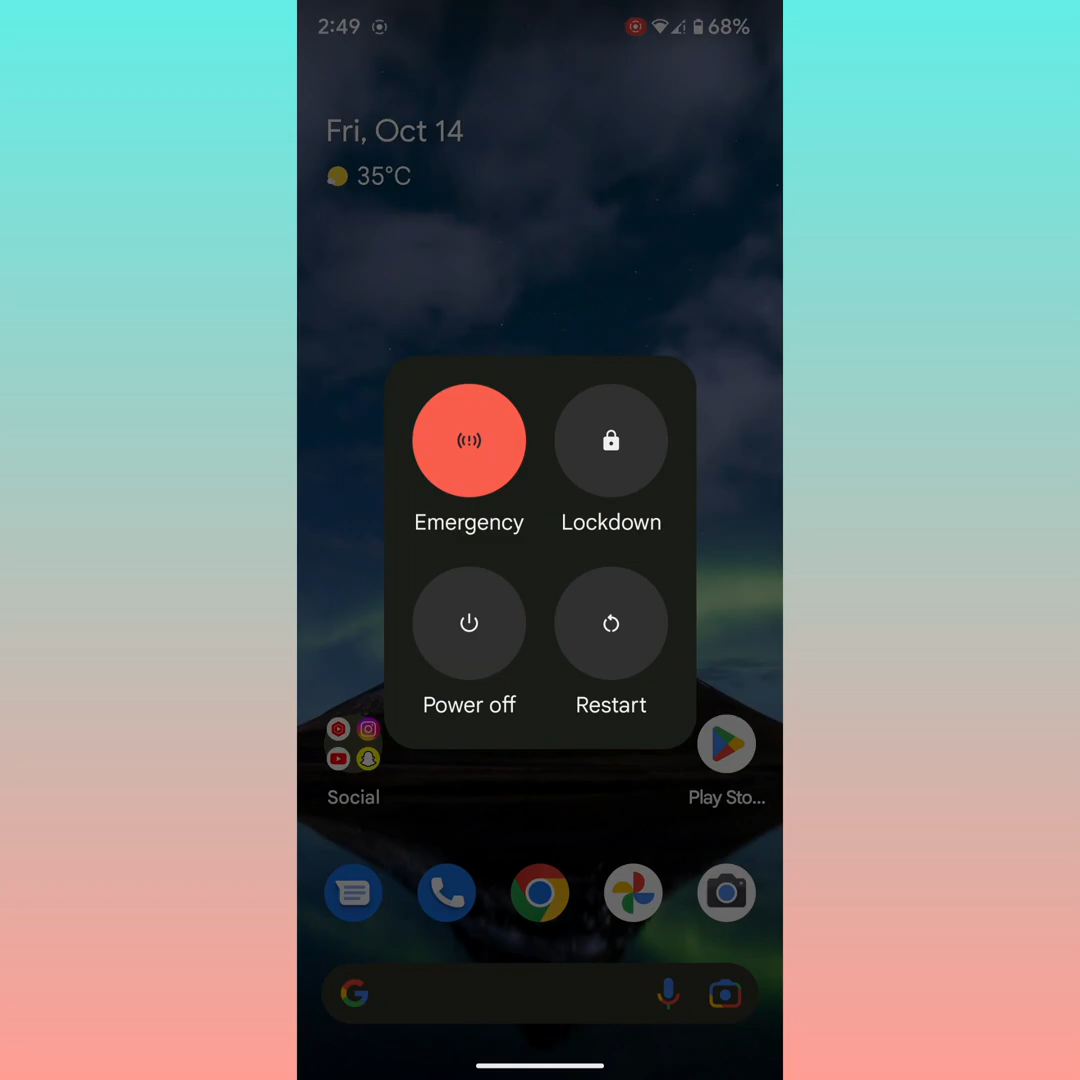 2:49 68%
Fri, Oct 14
35°C
Emergency Lockdown
Power off Restart
Social Play Sto...